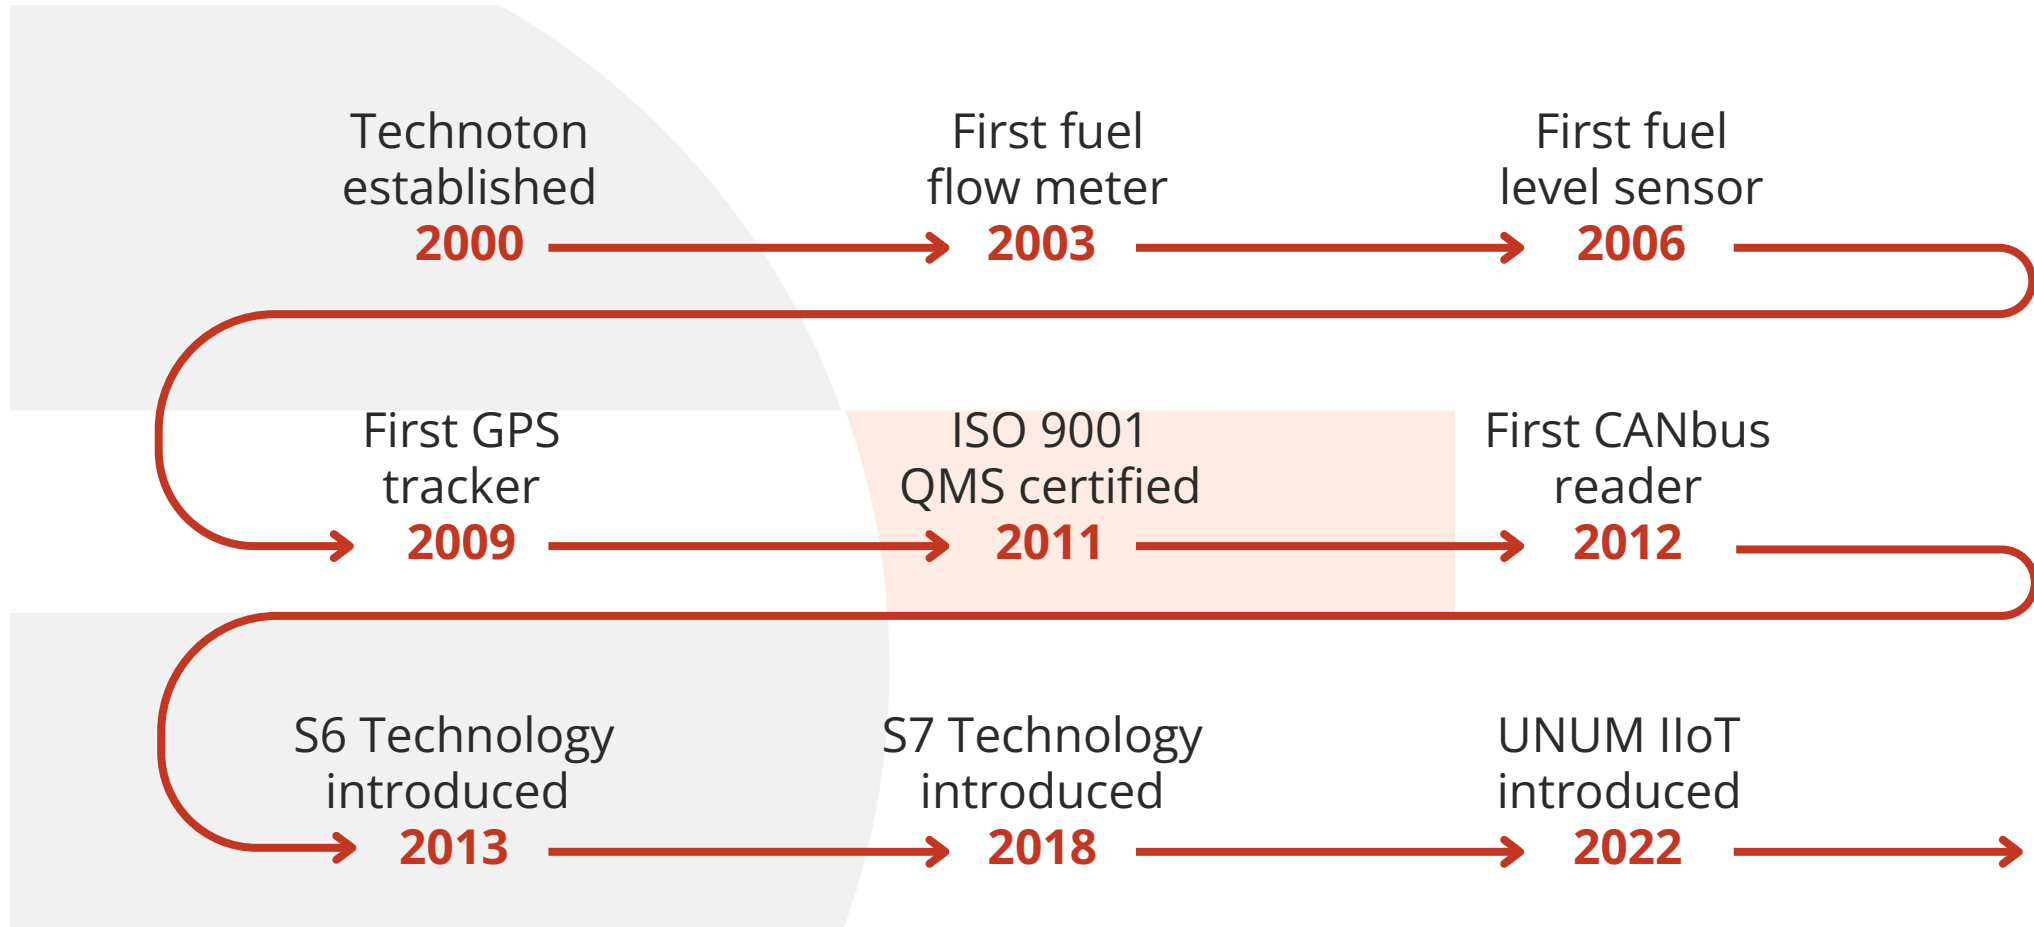 Technoton
established
2000
First fuel
flow meter
2003
First fuel
level sensor
2006
First GPS
tracker
2009
ISO 9001
QMS certified
2011
First CANbus
reader
2012
S6 Technology
introduced
2013
S7 Technology
introduced
2018
UNUM IIoT
introduced
2022